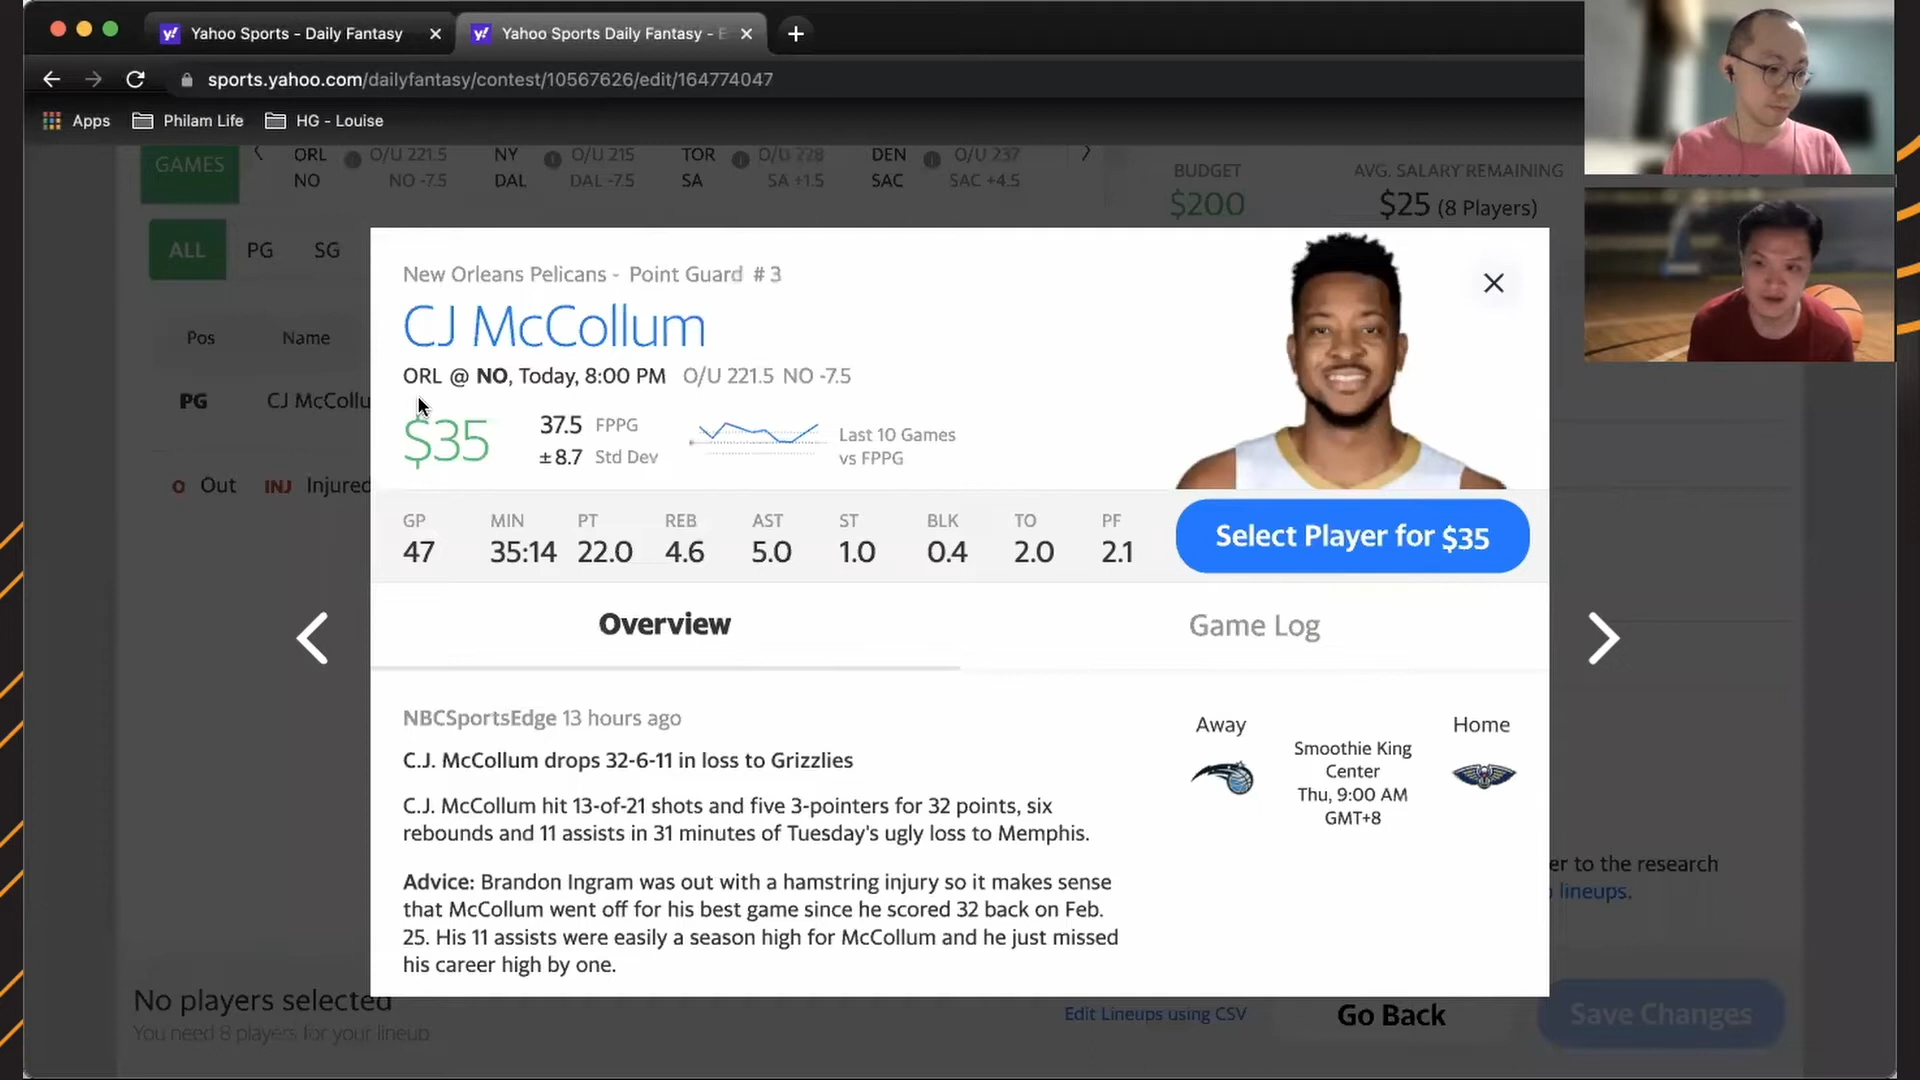 Yahoo Sports - Daily Fantasy
Yahoo Sports Daily Fantasy -
sports.yahoo.com/dailyfantasy/contest/10567626/edit/164774047
Apps
Philam Life
HG - Louise
GAMES
ORL O/U 221.5
NO NO -7.5
NY O/U 215
DAL DAL -7.5
TOR O/U 228
SA SA +1.5
DEN O/U 237
SAC SAC +4.5
BUDGET
$200
AVG. SALARY REMAINING
$25 (8 Players)
ALL PG SG
Pos Name
PG CJ McCollu
O Out INJ Injured
New Orleans Pelicans - Point Guard # 3
CJ McCollum
ORL @ NO, Today, 8:00 PM O/U 221.5 NO -7.5
$35
37.5 FPPG
±8.7 Std Dev
Last 10 Games
vs FPPG
GP MIN PT REB AST ST BLK TO PF
47 35:14 22.0 4.6 5.0 1.0 0.4 2.0 2.1
Select Player for $35
Overview
Game Log
NBCSportsEdge 13 hours ago
C.J. McCollum drops 32-6-11 in loss to Grizzlies
C.J. McCollum hit 13-of-21 shots and five 3-pointers for 32 points, six
rebounds and 11 assists in 31 minutes of Tuesday's ugly loss to Memphis.
Advice: Brandon Ingram was out with a hamstring injury so it makes sense
that McCollum went off for his best game since he scored 32 back on Feb.
25. His 11 assists were easily a season high for McCollum and he just missed
his career high by one.
Away
Smoothie King
Center
Thu, 9:00 AM
GMT+8
Home
er to the research
lineups.
No players selected
You need 8 players for your lineup
Edit Lineups using CSV
Go Back
Save Changes